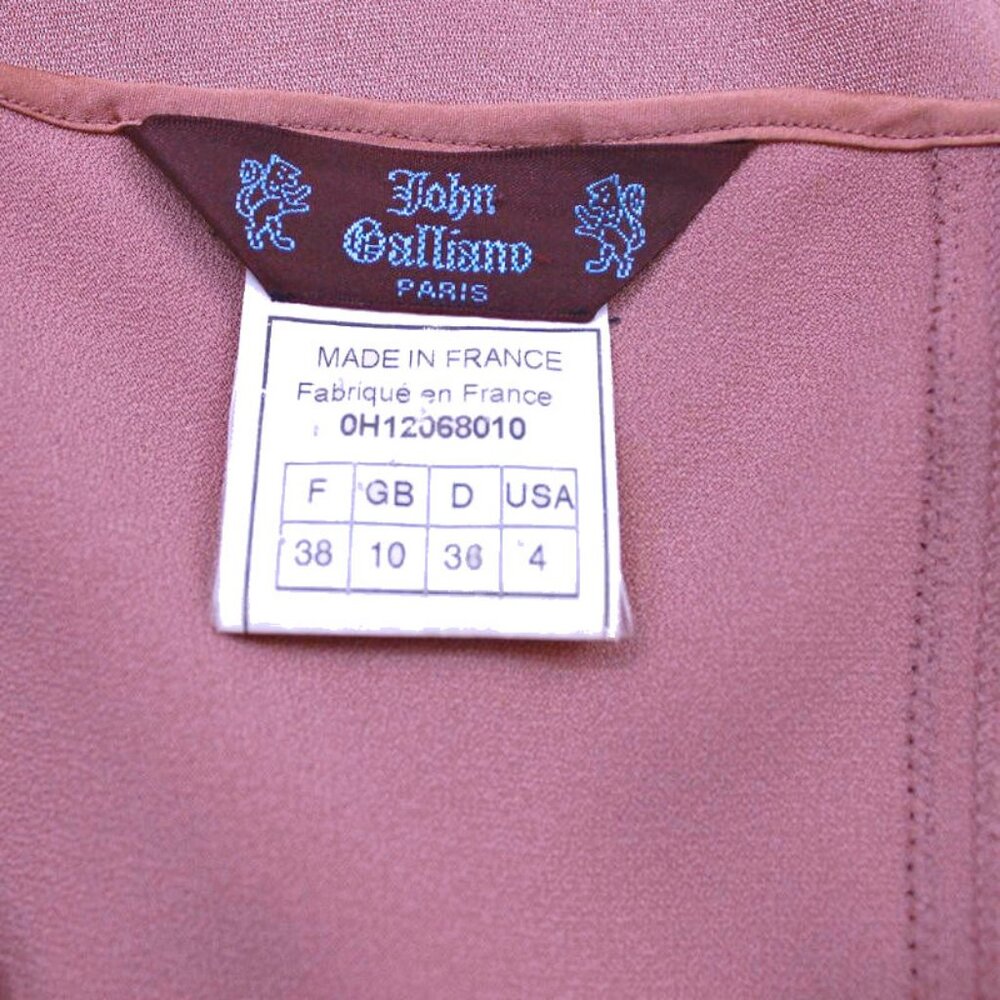 John
Galliano
PARIS
MADE IN FRANCE
Fabriqué en France
0H12068010
F GB D USA
38 10 36 4